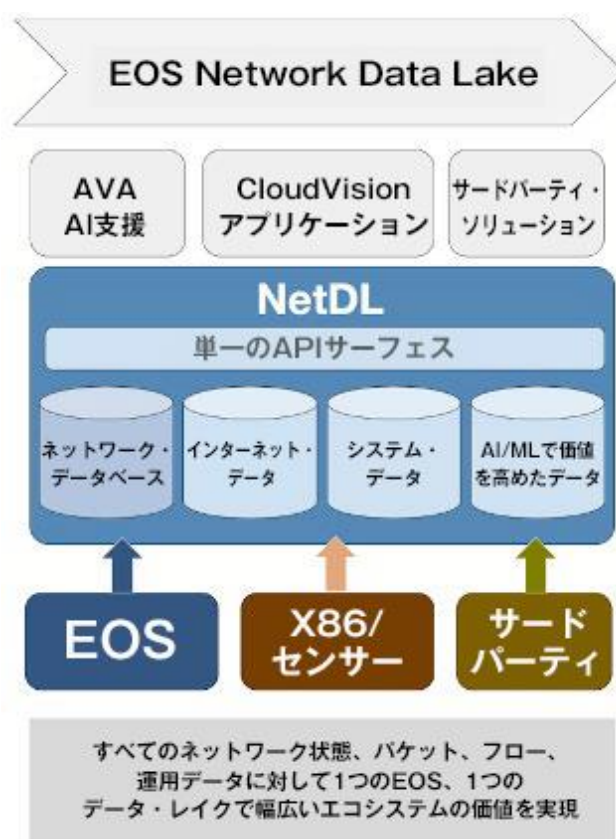 EOS Network Data Lake
AVA
AI支援
CloudVision
アプリケーション
サードパーティ・
ソリューション
NetDL
単一のAPIサーフェス
ネットワーク・
データベース
インターネット・
データ
システム・
データ
AI/MLで価値
を高めたデータ
EOS
X86/
センサー
サード
パーティ
すべてのネットワーク状態、パケット、フロー、
運用データに対して1つのEOS、1つの
データ・レイクで幅広いエコシステムの価値を実現